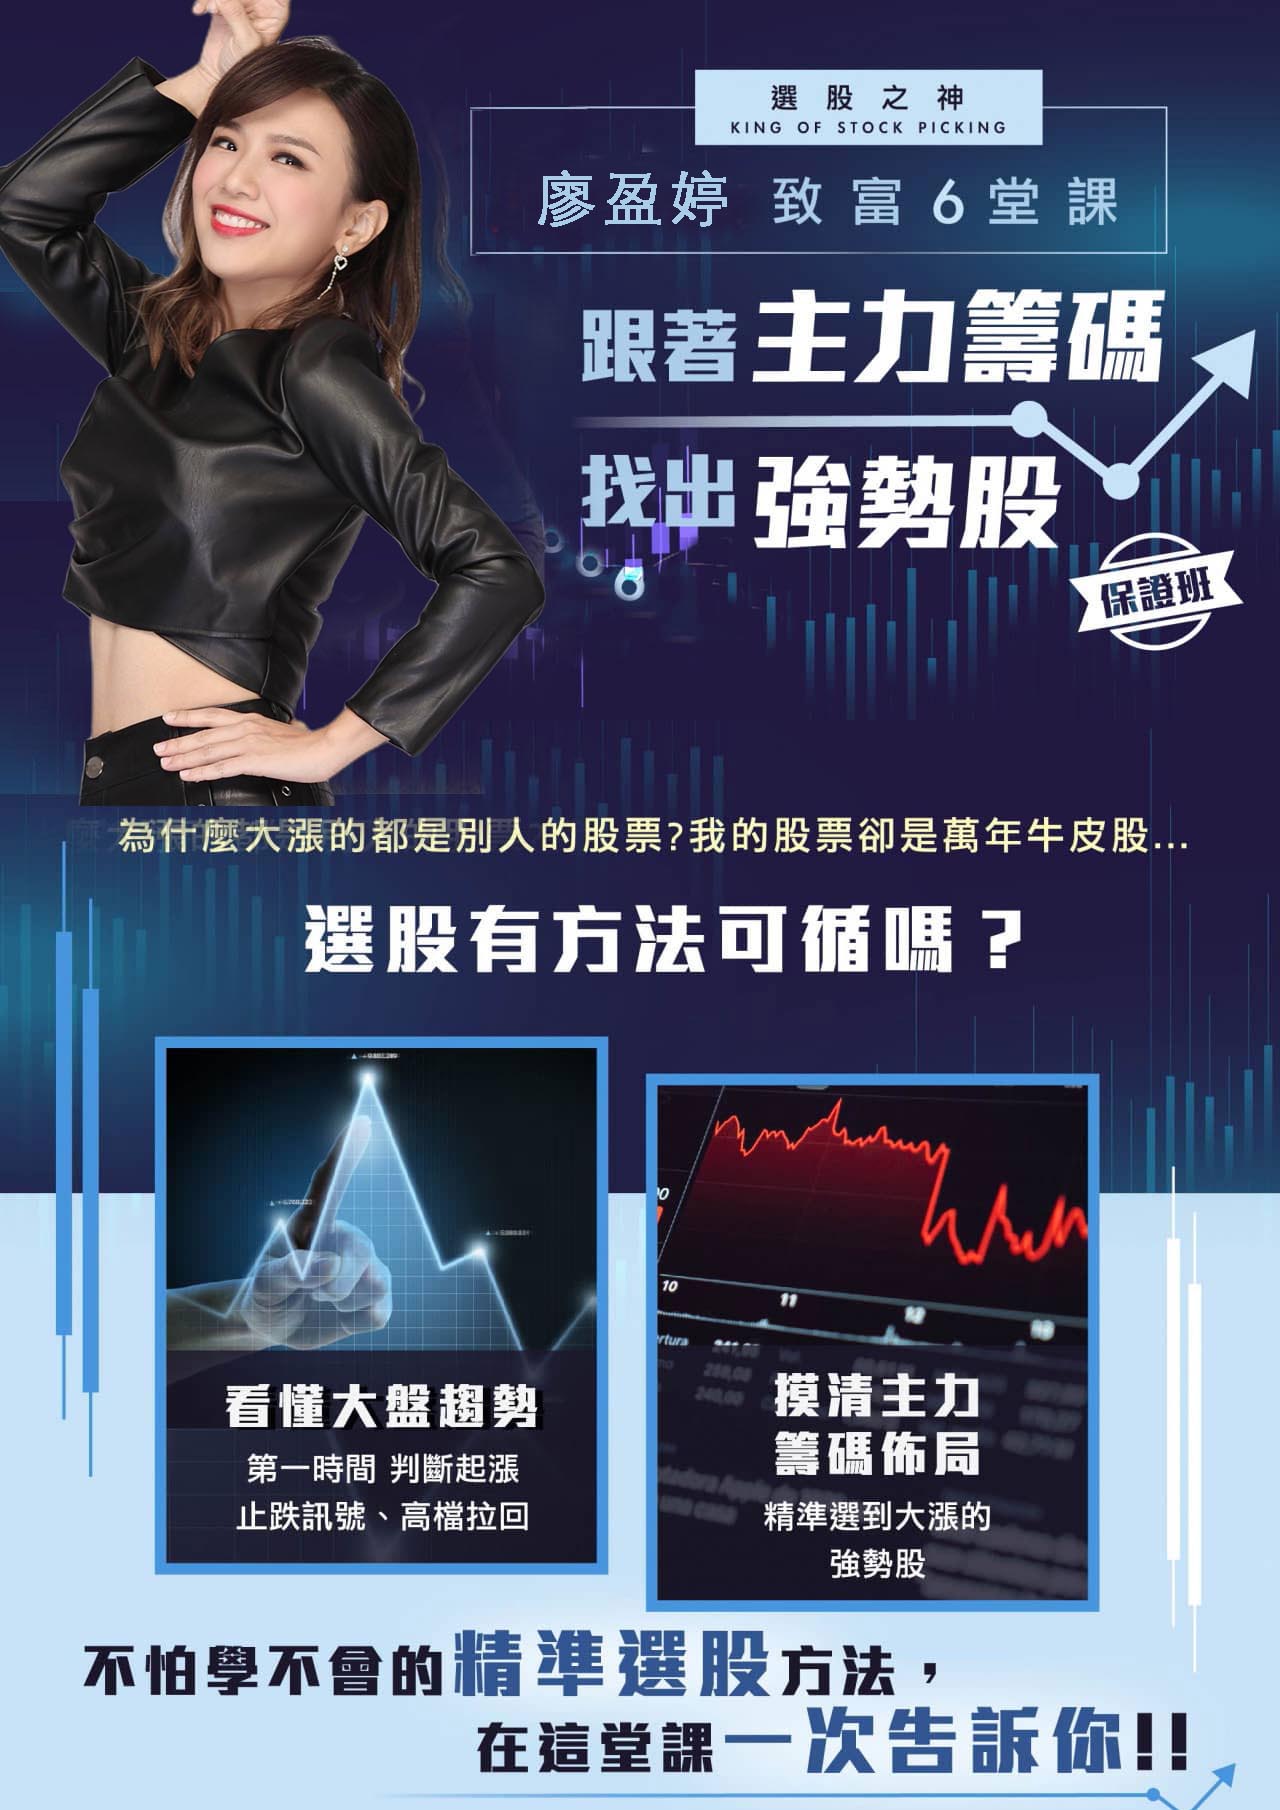 選股之神
KING OF STOCK PICKING
廖盈婷 致富6堂課
跟著主力籌碼
找出強勢股
保證班
為什麼大漲的都是別人的股票?我的股票卻是萬年牛皮股...
選股有方法可循嗎?
看懂大盤趨勢
第一時間 判斷起漲
止跌訊號、高檔拉回
10
11
12
摸清主力
籌碼佈局
精準選到大漲的
強勢股
不怕學不會的精準選股方法,
在這堂課一次告訴你!!